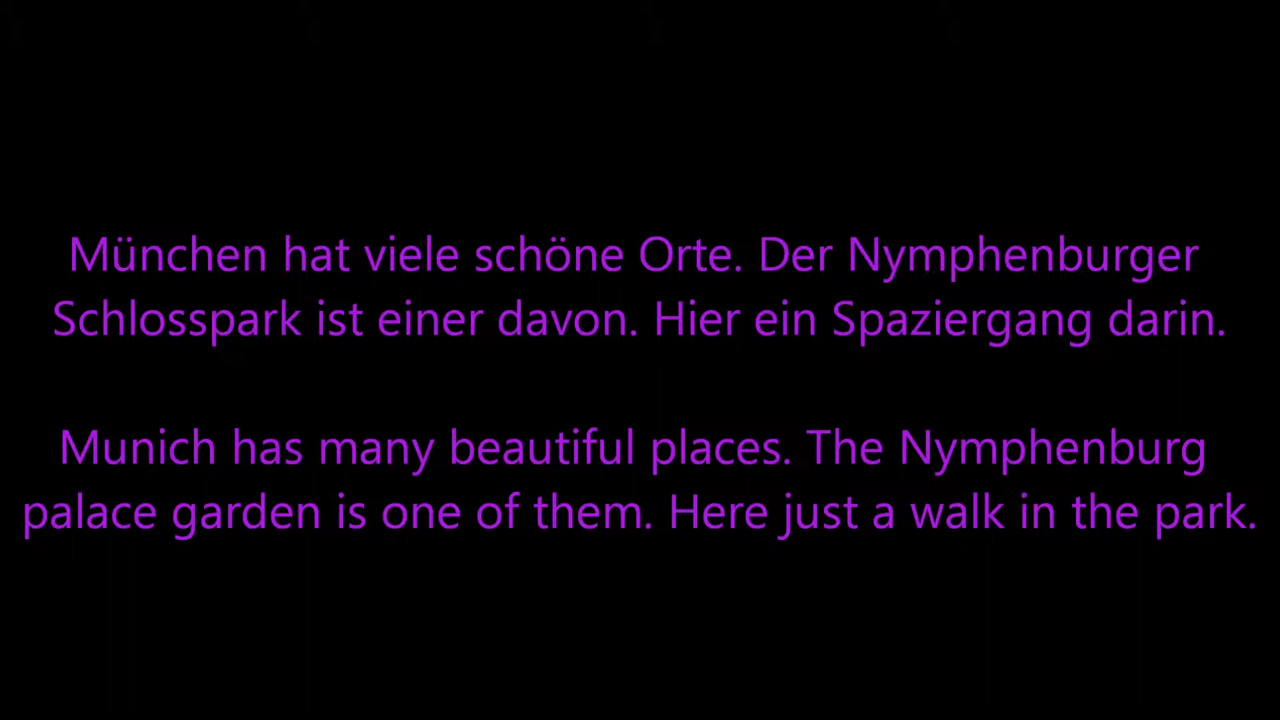 München hat viele schöne Orte. Der Nymphenburger
Schlosspark ist einer davon. Hier ein Spaziergang darin.
Munich has many beautiful places. The Nymphenburg
palace garden is one of them. Here just a walk in the park.